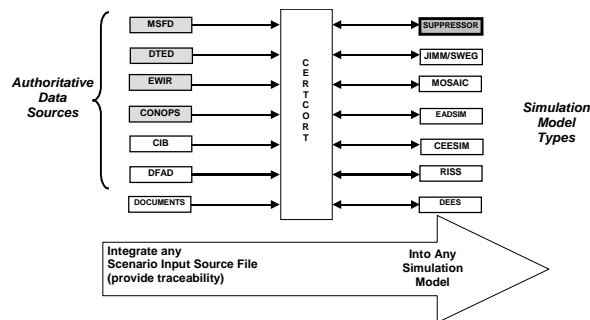 MSFD
DTED
EWIR
CONOPS
CIB
DFAD
DOCUMENTS
Authoritative
Data
Sources
C
E
R
T
C
O
R
T
SUPPRESSOR
JIMM/SWEG
MOSAIC
EADSIM
CEESIM
RISS
DEES
Simulation
Model
Types
Integrate any
Scenario Input Source File
(provide traceability)
Into Any
Simulation
Model